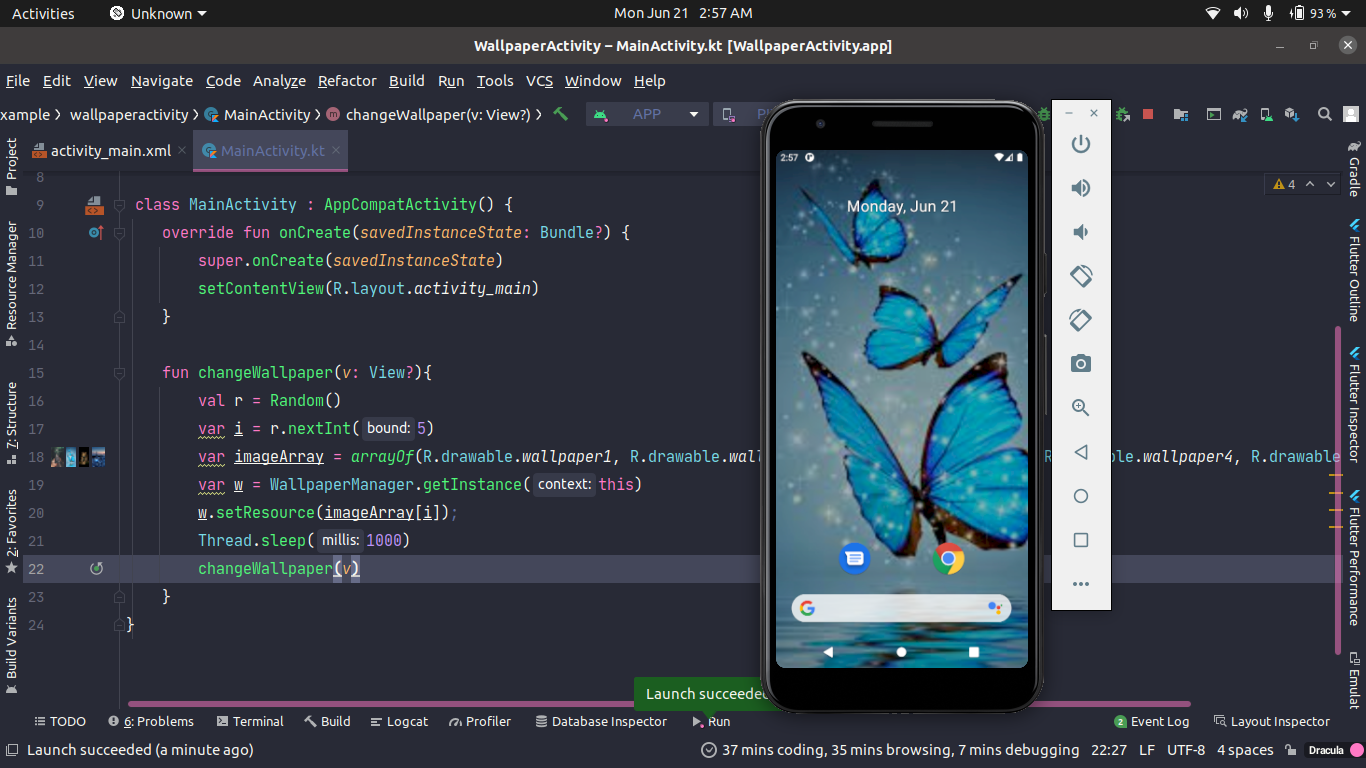 Activities
Unknown
Mon Jun 21 2:57 AM
93 %
WallpaperActivity – MainActivity.kt [WallpaperActivity.app]
File Edit View Navigate Code Analyze Refactor Build Run Tools VCS Window Help
xample
wallpaperactivity
MainActivity
changeWallpaper(v: View?)
APP
activity_main.xml
MainActivity.kt
4
8
9 class MainActivity : AppCompatActivity() {
10 override fun onCreate(savedInstanceState: Bundle?) {
11 super.onCreate(savedInstanceState)
12 setContentView(R.layout.activity_main)
13 }
14
15 fun changeWallpaper(v: View?){
16 val r = Random()
17 var i = r.nextInt( bound: 5)
18 var imageArray = arrayOf(R.drawable.wallpaper1, R.drawable.wal
able.wallpaper4, R.drawable
19 var w = WallpaperManager.getInstance( context: this)
20 w.setResource(imageArray[i]);
21 Thread.sleep( millis: 1000)
22 changeWallpaper(v)
23 }
24 }
Project
Resource Manager
7: Structure
2: Favorites
Build Variants
2:57
Monday, Jun 21
Gradle
Flutter Outline
Flutter Inspector
Flutter Performance
Emulat
Launch succeeded
TODO
6: Problems
Terminal
Build
Logcat
Profiler
Database Inspector
Run
2 Event Log
Layout Inspector
Launch succeeded (a minute ago)
37 mins coding, 35 mins browsing, 7 mins debugging
22:27 LF UTF-8 4 spaces
Dracula